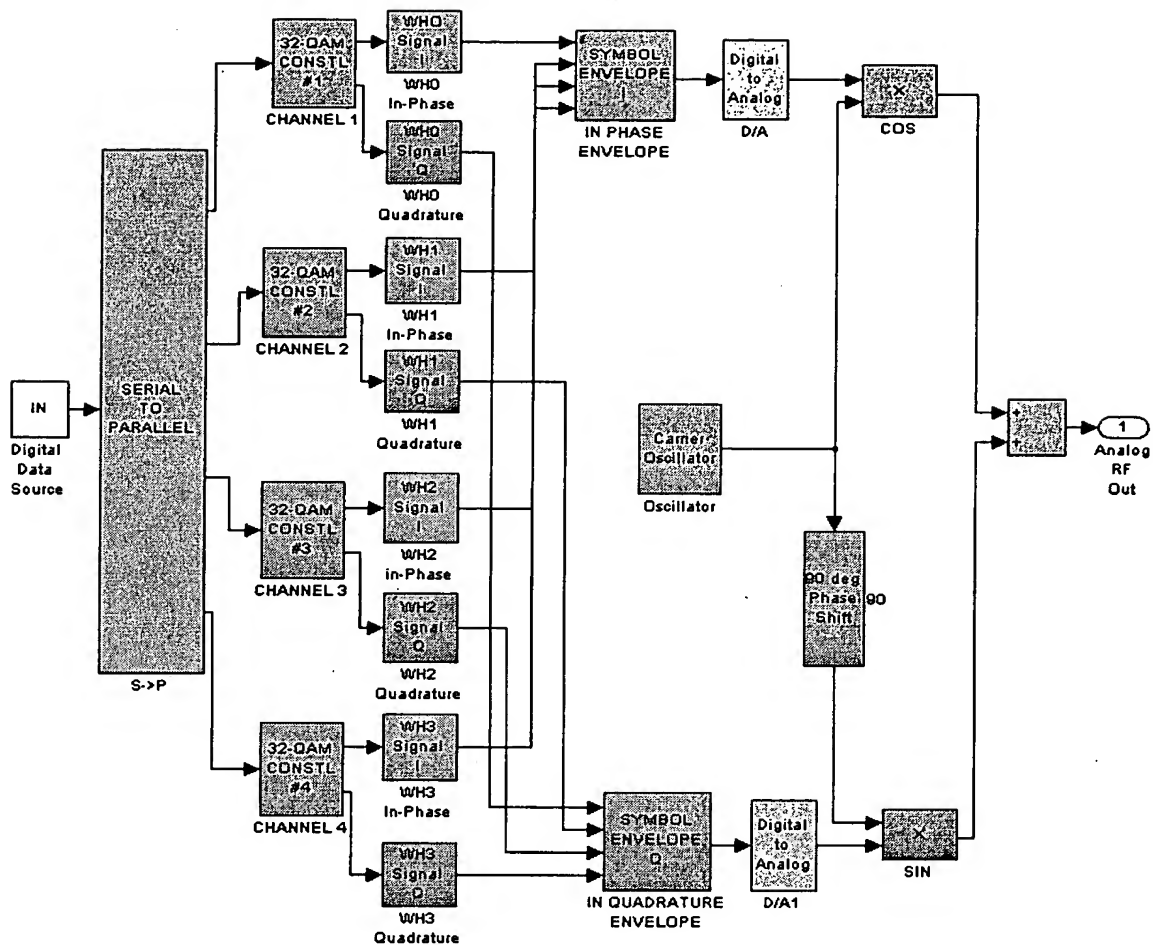 IN
Digital
Data
Source
SERIAL
TO
PARALLEL
S->P
32-QAM
CONSTL
#1
CHANNEL 1
WH0
Signal
I
WH0
In-Phase
WH0
Signal
Q
WH0
Quadrature
32-QAM
CONSTL
#2
CHANNEL 2
WH1
Signal
I
WH1
In-Phase
WH1
Signal
Q
WH1
Quadrature
32-QAM
CONSTL
#3
CHANNEL 3
WH2
Signal
I
WH2
in-Phase
WH2
Signal
Q
WH2
Quadrature
32-QAM
CONSTL
#4
CHANNEL 4
WH3
Signal
I
WH3
In-Phase
WH3
Signal
Q
WH3
Quadrature
SYMBOL
ENVELOPE
I
IN PHASE
ENVELOPE
Digital
to
Analog
D/A
×
COS
Carrier
Oscillator
Oscillator
90 deg
Phase
Shift
90
SYMBOL
ENVELOPE
Q
IN QUADRATURE
ENVELOPE
Digital
to
Analog
D/A1
×
SIN
+
+
1
Analog
RF
Out